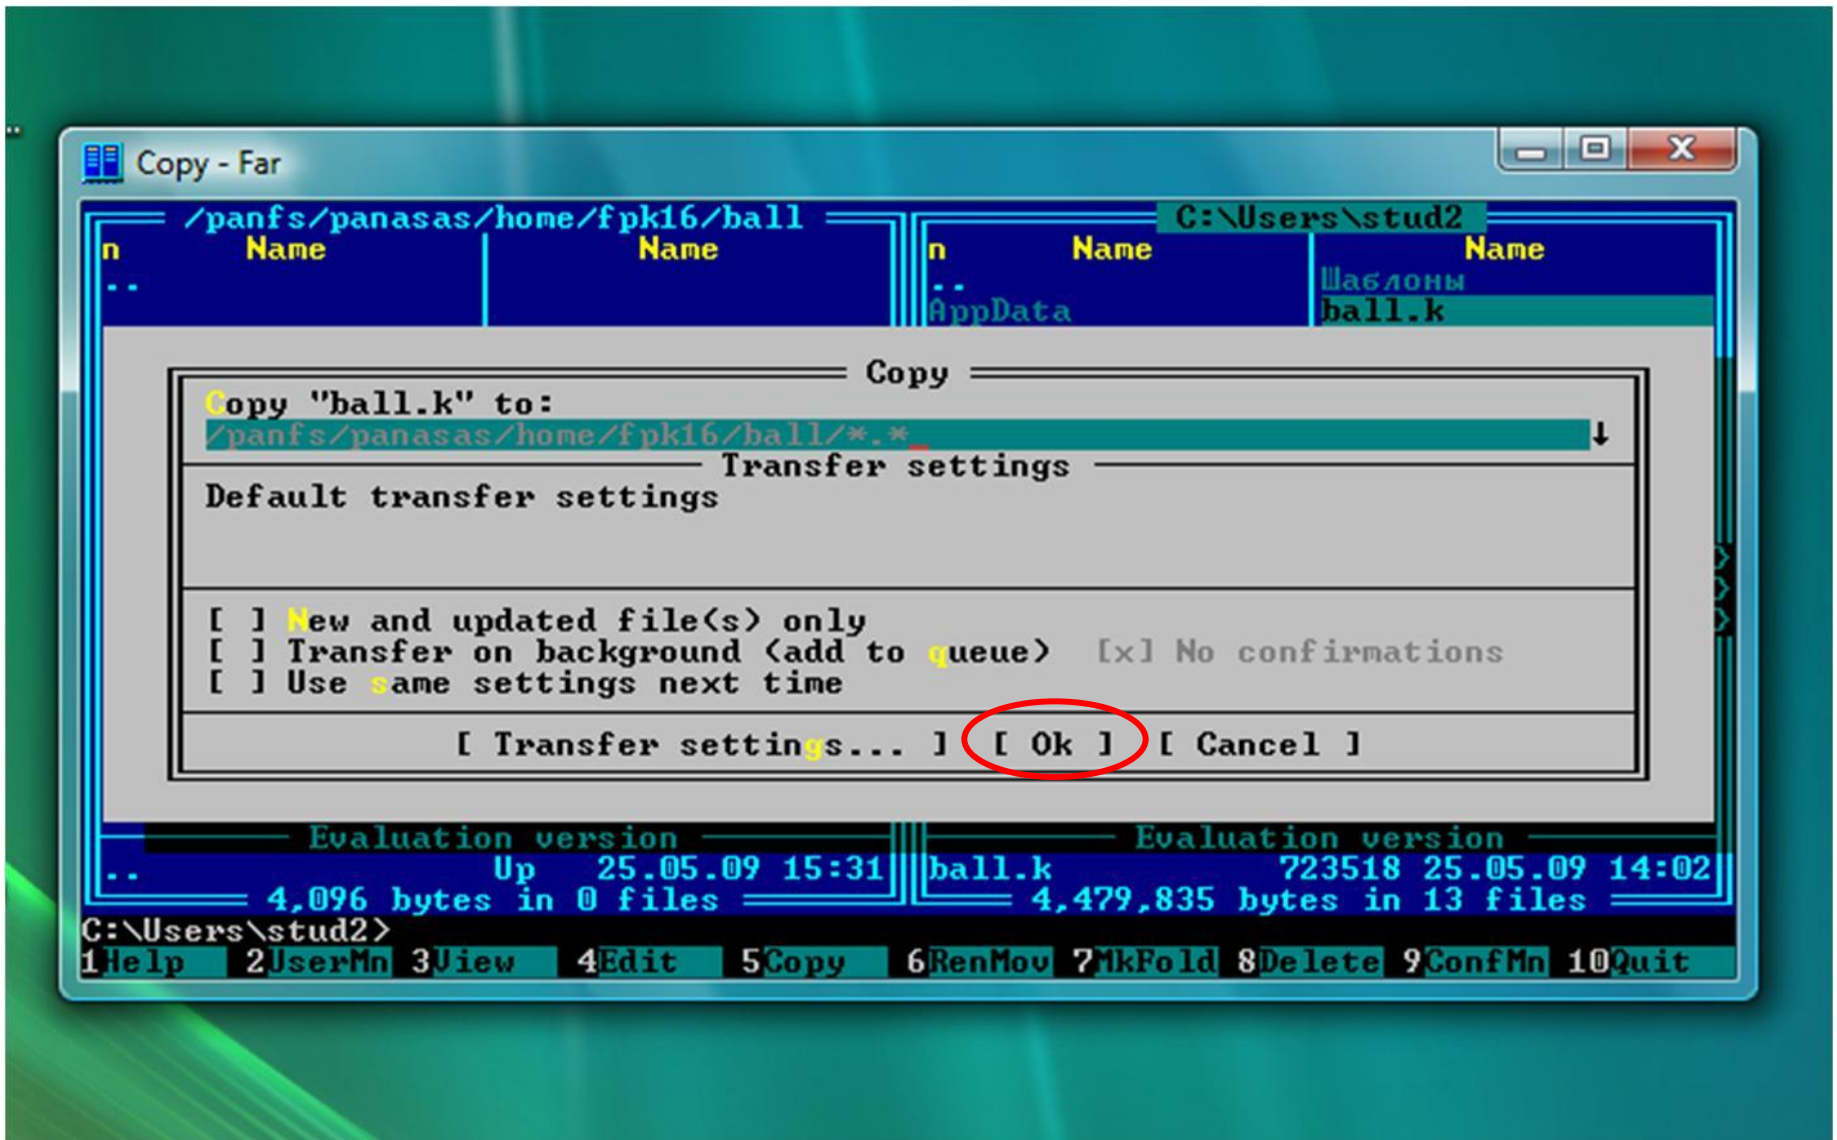 Copy - Far
/panfs/panasas/home/fpk16/ball
C:\Users\stud2
n Name Name
n Name Name
..
..
AppData
Шаблоны
ball.k
Copy
Copy "ball.k" to:
/panfs/panasas/home/fpk16/ball/*.*
Transfer settings
Default transfer settings
[ ] New and updated file(s) only
[ ] Transfer on background (add to queue) [x] No confirmations
[ ] Use same settings next time
[ Transfer settings... ] [ Ok ] [ Cancel ]
Evaluation version
Evaluation version
.. Up 25.05.09 15:31
ball.k 723518 25.05.09 14:02
4,096 bytes in 0 files
4,479,835 bytes in 13 files
C:\Users\stud2>
1Help 2UserMn 3View 4Edit 5Copy 6RenMov 7MkFold 8Delete 9ConfMn 10Quit